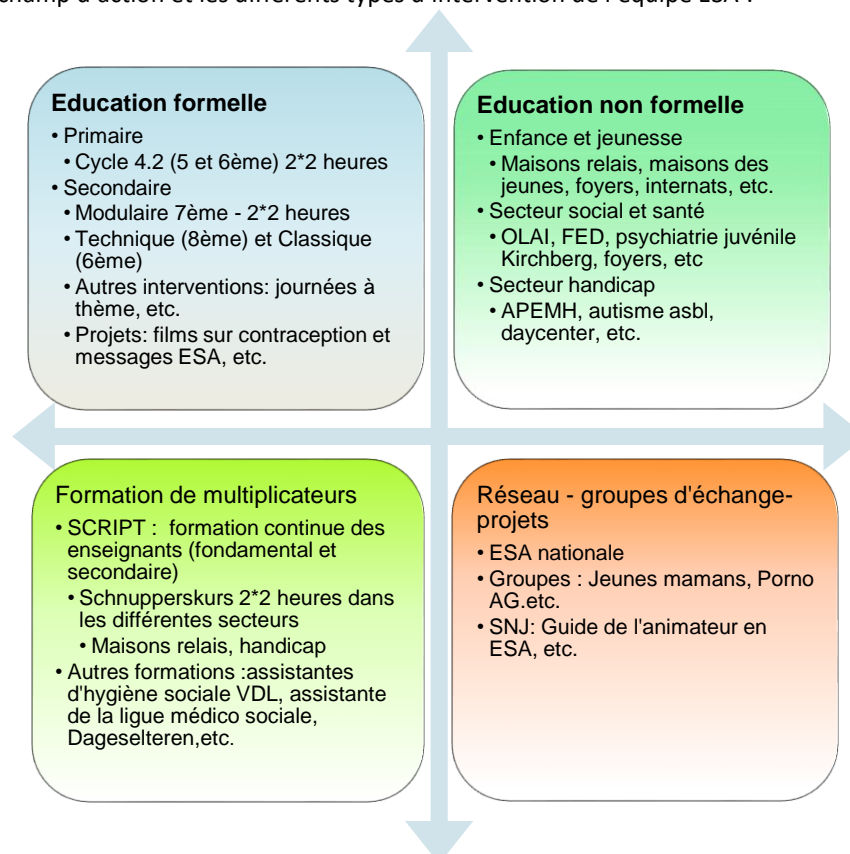 champ d'action et les différents types d'intervention de l'équipe ESA :
Education formelle
• Primaire
• Cycle 4.2 (5 et 6ème) 2*2 heures
• Secondaire
• Modulaire 7ème - 2*2 heures
• Technique (8ème) et Classique
(6ème)
• Autres interventions: journées à
thème, etc.
• Projets: films sur contraception et
messages ESA, etc.
Education non formelle
• Enfance et jeunesse
• Maisons relais, maisons des
jeunes, foyers, internats, etc.
• Secteur social et santé
• OLAI, FED, psychiatrie juvénile
Kirchberg, foyers, etc
• Secteur handicap
• APEMH, autisme asbl,
daycenter, etc.
Formation de multiplicateurs
• SCRIPT : formation continue des
enseignants (fondamental et
secondaire)
• Schnupperskurs 2*2 heures dans
les différentes secteurs
• Maisons relais, handicap
• Autres formations :assistantes
d'hygiène sociale VDL, assistante
de la ligue médico sociale,
Dageselteren,etc.
Réseau - groupes d'échange-
projets
• ESA nationale
• Groupes : Jeunes mamans, Porno
AG.etc.
• SNJ: Guide de l'animateur en
ESA, etc.